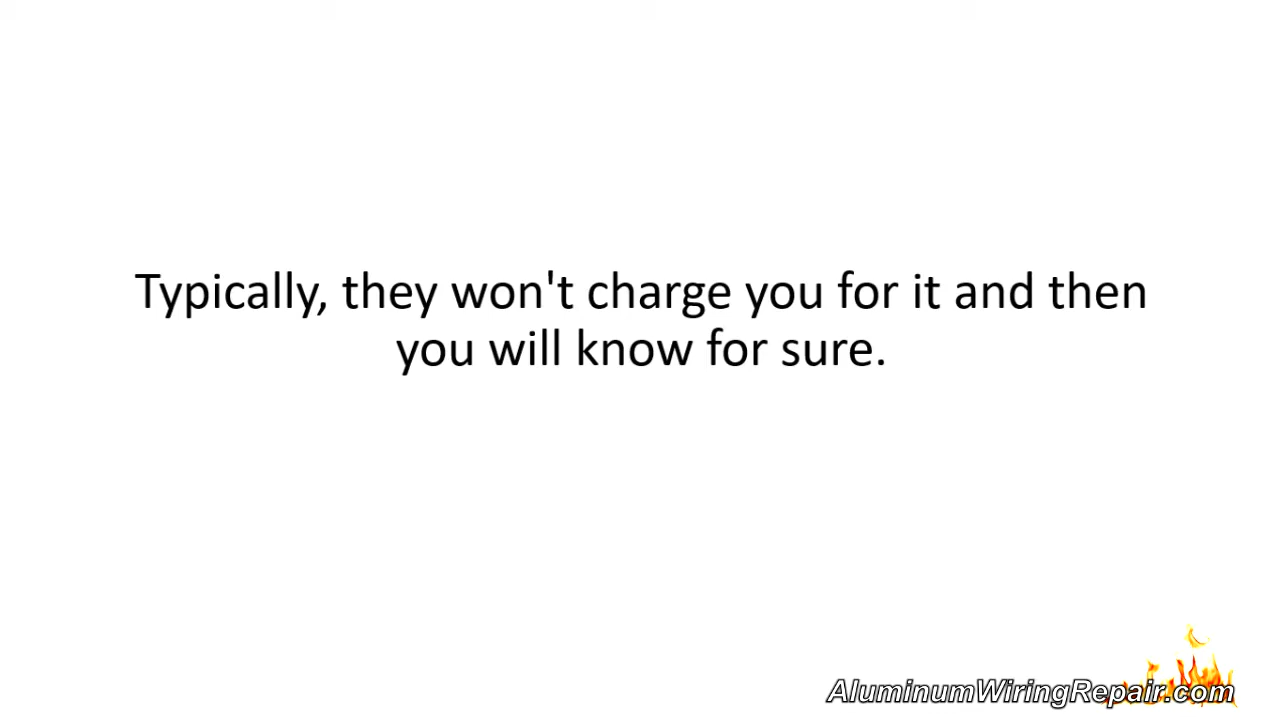 Typically, they won't charge you for it and then
you will know for sure.
AluminumWiringRepair.com